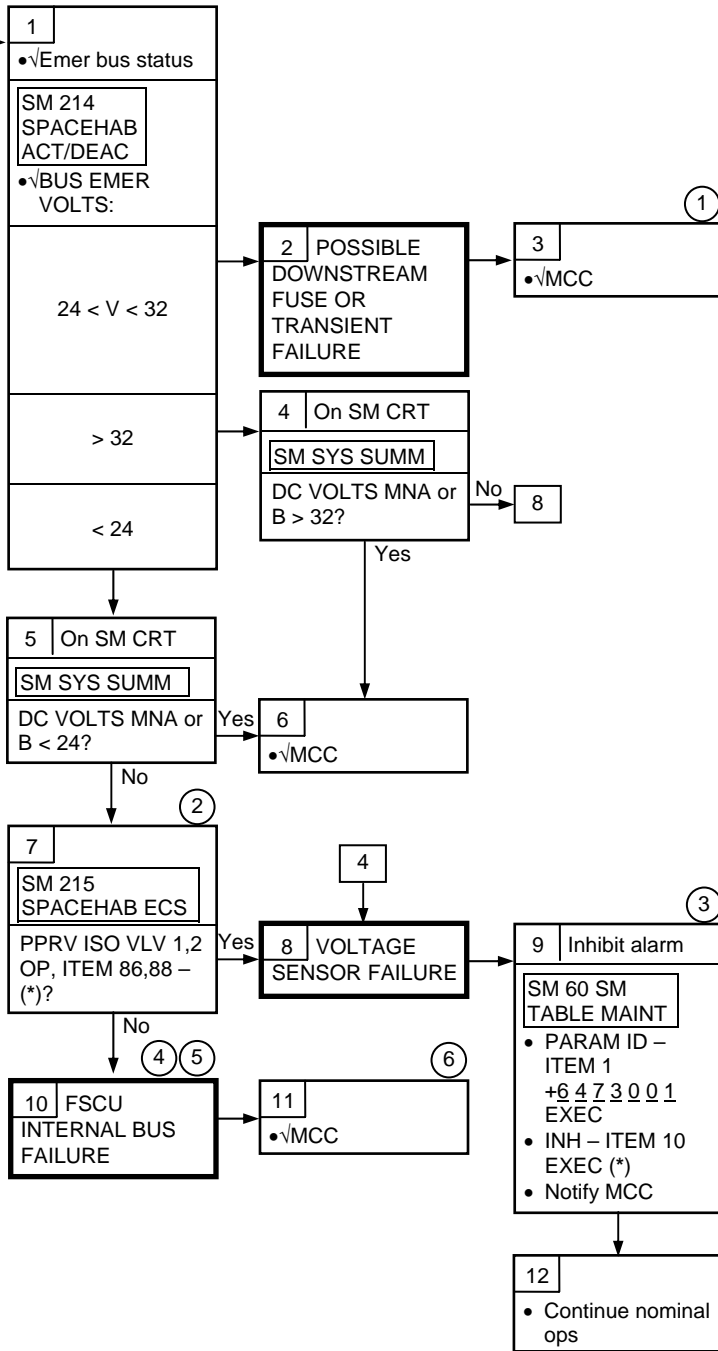 1
•√Emer bus status
SM 214
SPACEHAB
ACT/DEAC
•√BUS EMER
VOLTS:
24 < V < 32
> 32
< 24
2 POSSIBLE
DOWNSTREAM
FUSE OR
TRANSIENT
FAILURE
1
3
•√MCC
4 On SM CRT
SM SYS SUMM
DC VOLTS MNA or
B > 32?
No
8
Yes
5 On SM CRT
SM SYS SUMM
DC VOLTS MNA or
B < 24?
Yes
No
6
•√MCC
2
7
SM 215
SPACEHAB ECS
PPRV ISO VLV 1,2
OP, ITEM 86,88 –
(*)?
Yes
No
4
8 VOLTAGE
SENSOR FAILURE
3
9 Inhibit alarm
SM 60 SM
TABLE MAINT
• PARAM ID –
ITEM 1
+6 4 7 3 0 0 1
EXEC
• INH – ITEM 10
EXEC (*)
• Notify MCC
4 5
10 FSCU
INTERNAL BUS
FAILURE
6
11
•√MCC
12
• Continue nominal
ops